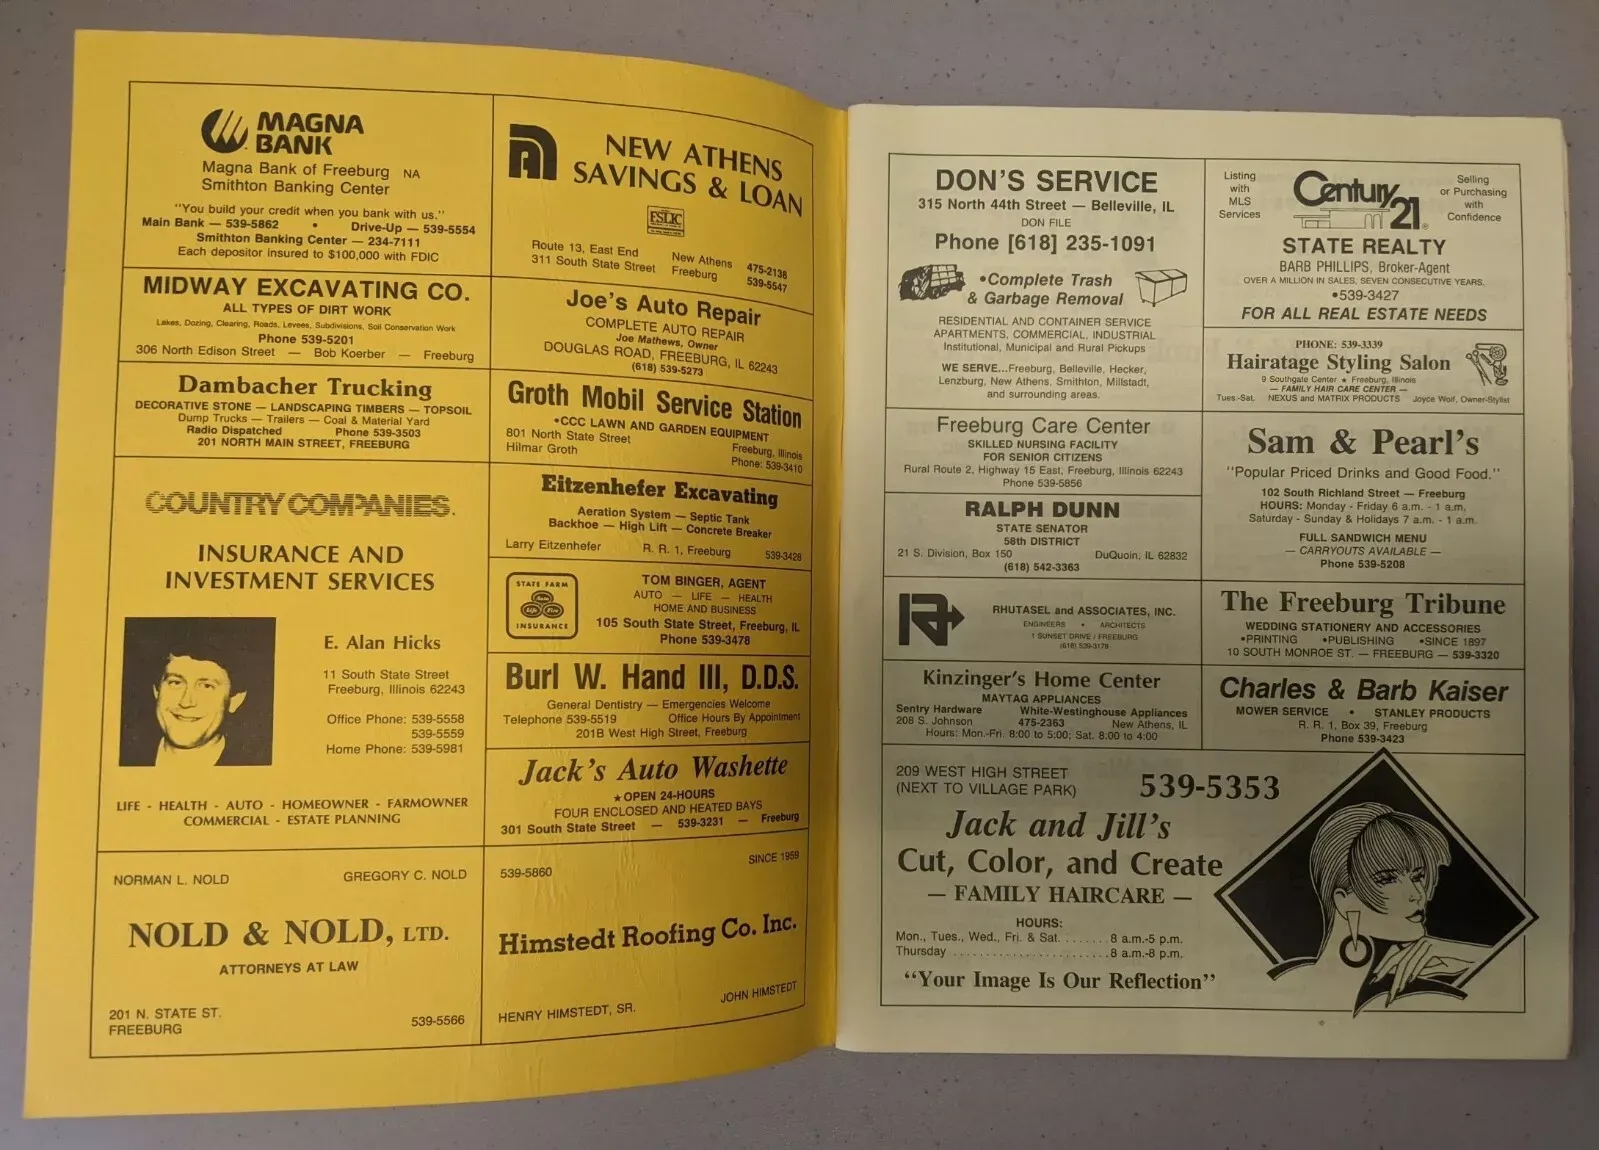 MAGNA
BANK
Magna Bank of Freeburg NA
Smithton Banking Center
"You build your credit when you bank with us."
Main Bank — 539-5862 • Drive-Up — 539-5554
Smithton Banking Center — 234-7111
Each depositor insured to $100,000 with FDIC
MIDWAY EXCAVATING CO.
ALL TYPES OF DIRT WORK
Lakes, Dozing, Clearing, Roads, Levees, Subdivisions, Soil Conservation Work
Phone 539-5201
306 North Edison Street — Bob Koerber — Freeburg
Dambacher Trucking
DECORATIVE STONE — LANDSCAPING TIMBERS — TOPSOIL
Dump Trucks — Trailers — Coal & Material Yard
Radio Dispatched Phone 539-3503
201 NORTH MAIN STREET, FREEBURG
COUNTRY COMPANIES.
INSURANCE AND
INVESTMENT SERVICES
E. Alan Hicks
11 South State Street
Freeburg, Illinois 62243
Office Phone: 539-5558
539-5559
Home Phone: 539-5981
LIFE - HEALTH - AUTO - HOMEOWNER - FARMOWNER
COMMERCIAL - ESTATE PLANNING
NORMAN L. NOLD GREGORY C. NOLD
NOLD & NOLD, LTD.
ATTORNEYS AT LAW
201 N. STATE ST.
FREEBURG 539-5566
NEW ATHENS
SAVINGS & LOAN
FSLIC
Route 13, East End New Athens 475-2138
311 South State Street Freeburg 539-5547
Joe's Auto Repair
COMPLETE AUTO REPAIR
Joe Mathews, Owner
DOUGLAS ROAD, FREEBURG, IL 62243
(618) 539-5273
Groth Mobil Service Station
•CCC LAWN AND GARDEN EQUIPMENT
801 North State Street Freeburg, Illinois
Hilmar Groth Phone: 539-3410
Eitzenhefer Excavating
Aeration System — Septic Tank
Backhoe — High Lift — Concrete Breaker
Larry Eitzenhefer R. R. 1, Freeburg 539-3428
STATE FARM
Auto
Life Fire
INSURANCE
TOM BINGER, AGENT
AUTO — LIFE — HEALTH
HOME AND BUSINESS
105 South State Street, Freeburg, IL
Phone 539-3478
Burl W. Hand III, D.D.S.
General Dentistry — Emergencies Welcome
Telephone 539-5519 Office Hours By Appointment
201B West High Street, Freeburg
Jack's Auto Washette
★OPEN 24-HOURS
FOUR ENCLOSED AND HEATED BAYS
301 South State Street — 539-3231 — Freeburg
539-5860 SINCE 1959
Himstedt Roofing Co. Inc.
HENRY HIMSTEDT, SR. JOHN HIMSTEDT
DON'S SERVICE
315 North 44th Street — Belleville, IL
DON FILE
Phone [618] 235-1091
•Complete Trash
& Garbage Removal
RESIDENTIAL AND CONTAINER SERVICE
APARTMENTS, COMMERCIAL, INDUSTRIAL
Institutional, Municipal and Rural Pickups
WE SERVE...Freeburg, Belleville, Hecker,
Lenzburg, New Athens, Smithton, Millstadt,
and surrounding areas.
Freeburg Care Center
SKILLED NURSING FACILITY
FOR SENIOR CITIZENS
Rural Route 2, Highway 15 East, Freeburg, Illinois 62243
Phone 539-5856
RALPH DUNN
STATE SENATOR
58th DISTRICT
21 S. Division, Box 150 DuQuoin, IL 62832
(618) 542-3363
RHUTASEL and ASSOCIATES, INC.
ENGINEERS • ARCHITECTS
1 SUNSET DRIVE / FREEBURG
(618) 539-3178
Kinzinger's Home Center
MAYTAG APPLIANCES
Sentry Hardware White-Westinghouse Appliances
208 S. Johnson 475-2363 New Athens, IL
Hours: Mon.-Fri. 8:00 to 5:00; Sat. 8:00 to 4:00
Listing
with
MLS
Services
Century 21®
Selling
or Purchasing
with
Confidence
STATE REALTY
BARB PHILLIPS, Broker-Agent
OVER A MILLION IN SALES, SEVEN CONSECUTIVE YEARS.
•539-3427
FOR ALL REAL ESTATE NEEDS
PHONE: 539-3339
Hairatage Styling Salon
9 Southgate Center ★ Freeburg, Illinois
— FAMILY HAIR CARE CENTER —
Tues.-Sat. NEXUS and MATRIX PRODUCTS Joyce Wolf, Owner-Stylist
Sam & Pearl's
"Popular Priced Drinks and Good Food."
102 South Richland Street — Freeburg
HOURS: Monday - Friday 6 a.m. - 1 a.m.
Saturday - Sunday & Holidays 7 a.m. - 1 a.m.
FULL SANDWICH MENU
— CARRYOUTS AVAILABLE —
Phone 539-5208
The Freeburg Tribune
WEDDING STATIONERY AND ACCESSORIES
•PRINTING •PUBLISHING •SINCE 1897
10 SOUTH MONROE ST. — FREEBURG — 539-3320
Charles & Barb Kaiser
MOWER SERVICE • STANLEY PRODUCTS
R. R. 1, Box 39, Freeburg
Phone 539-3423
209 WEST HIGH STREET
(NEXT TO VILLAGE PARK) 539-5353
Jack and Jill's
Cut, Color, and Create
— FAMILY HAIRCARE —
HOURS:
Mon., Tues., Wed., Fri. & Sat. . . . . . . . 8 a.m.-5 p.m.
Thursday . . . . . . . . . . . . . . . . . . . . . . . 8 a.m.-8 p.m.
"Your Image Is Our Reflection"